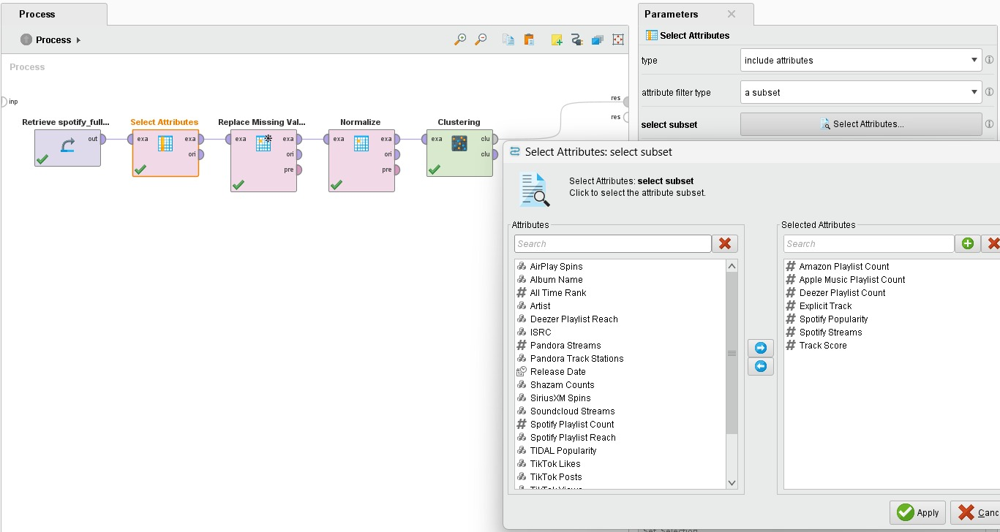 Process
Process
Process
inp
res
res
Retrieve spotify_full...
out
Select Attributes
exa
exa
ori
Replace Missing Val...
exa
exa
ori
pre
Normalize
exa
exa
ori
pre
Clustering
exa
clu
clu
Parameters
Select Attributes
type
include attributes
attribute filter type
a subset
select subset
Select Attributes...
Select Attributes: select subset
Select Attributes: select subset
Click to select the attribute subset.
Attributes
Search
AirPlay Spins
Album Name
All Time Rank
Artist
Deezer Playlist Reach
ISRC
Pandora Streams
Pandora Track Stations
Release Date
Shazam Counts
SiriusXM Spins
Soundcloud Streams
Spotify Playlist Count
Spotify Playlist Reach
TIDAL Popularity
TikTok Likes
TikTok Posts
TikTok Views
Selected Attributes
Search
Amazon Playlist Count
Apple Music Playlist Count
Deezer Playlist Count
Explicit Track
Spotify Popularity
Spotify Streams
Track Score
Apply
Canc